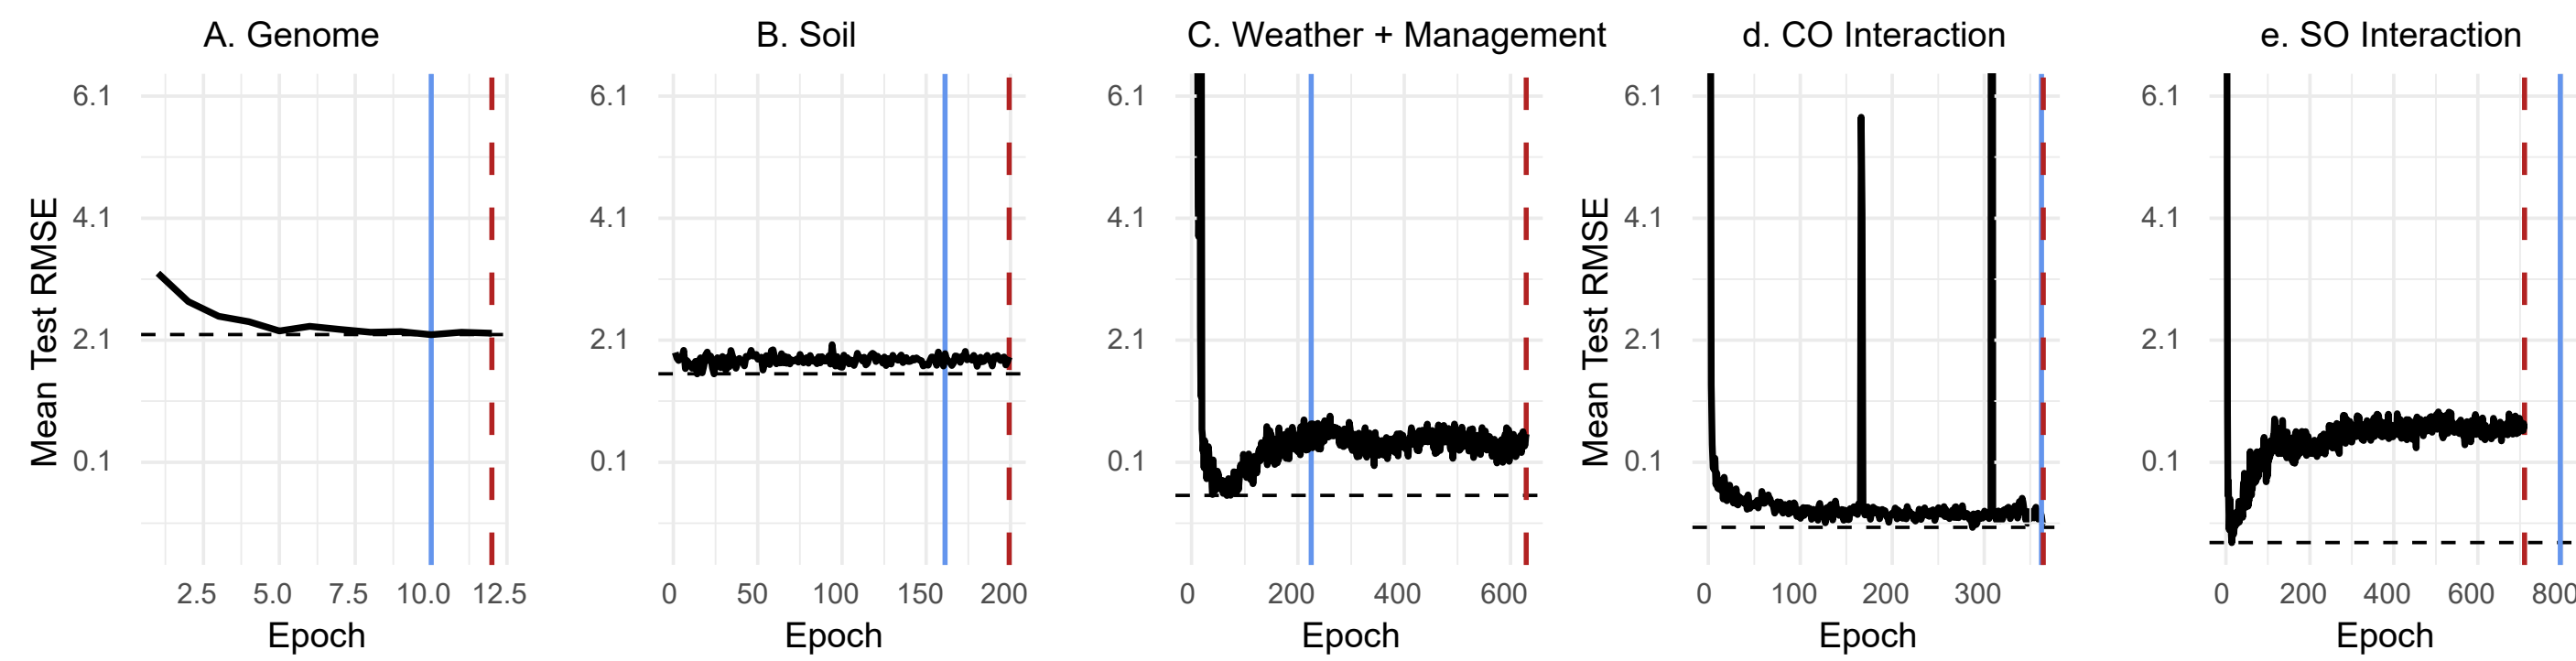 A. Genome
B. Soil
C. Weather + Management
d. CO Interaction
e. SO Interaction
Mean Test RMSE
6.1
4.1
2.1
0.1
2.5 5.0 7.5 10.0 12.5
Epoch
6.1
4.1
2.1
0.1
0 50 100 150 200
Epoch
6.1
4.1
2.1
0.1
0 200 400 600
Epoch
Mean Test RMSE
6.1
4.1
2.1
0.1
0 100 200 300
Epoch
6.1
4.1
2.1
0.1
0 200 400 600 800
Epoch